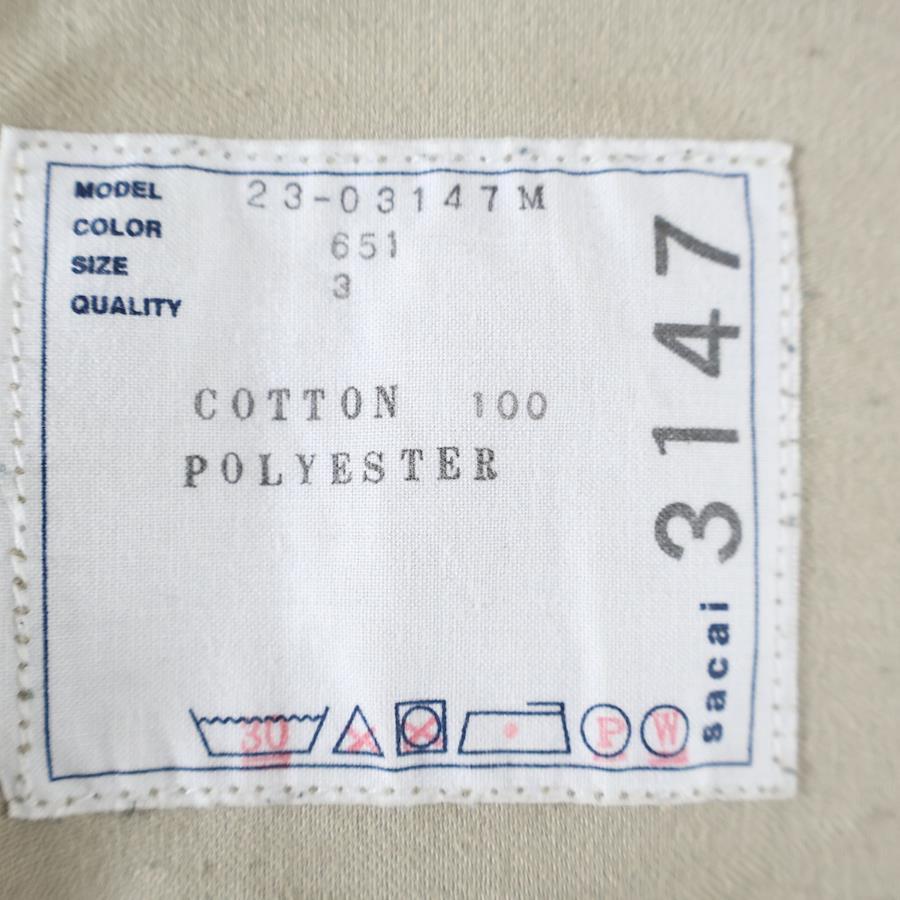 MODEL 23-03147M
COLOR 651
SIZE 3
QUALITY
COTTON 100
POLYESTER
30 P W
sacai 3147